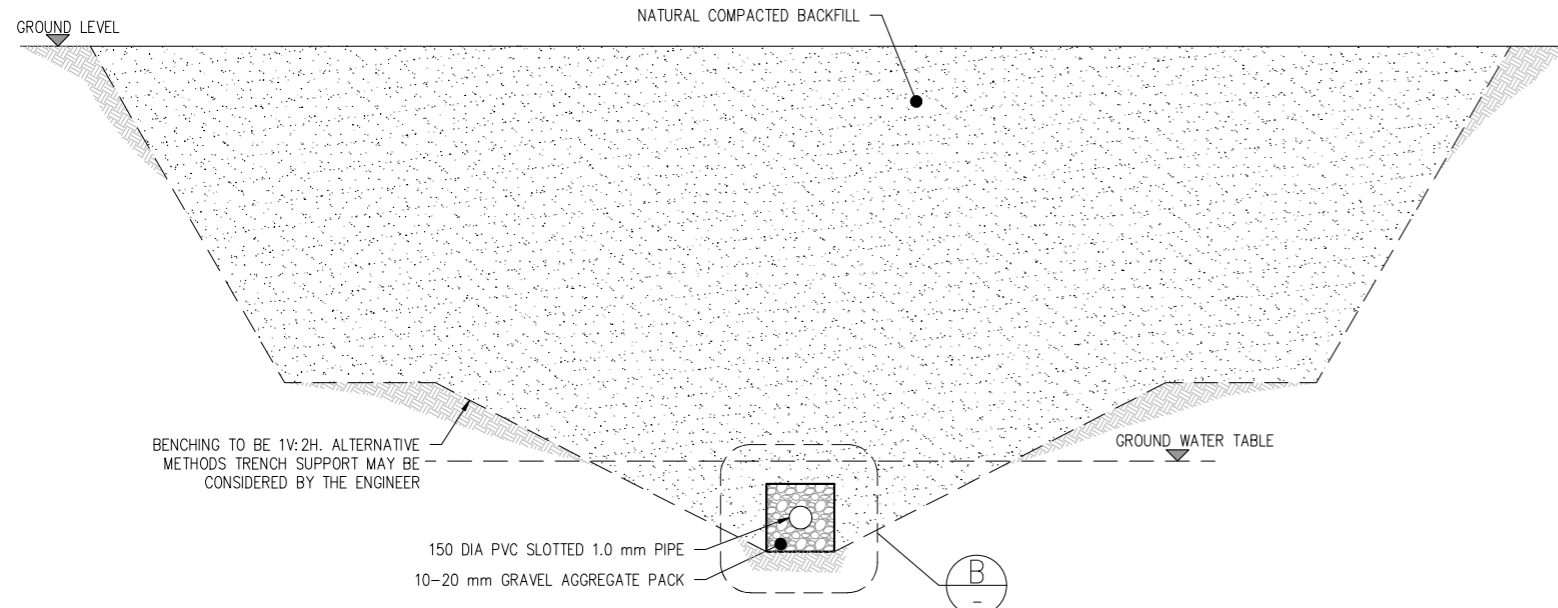 NATURAL COMPACTED BACKFILL
GROUND LEVEL
BENCHING TO BE 1V:2H. ALTERNATIVE
METHODS TRENCH SUPPORT MAY BE
CONSIDERED BY THE ENGINEER
GROUND WATER TABLE
150 DIA PVC SLOTTED 1.0 mm PIPE
10-20 mm GRAVEL AGGREGATE PACK
B
-